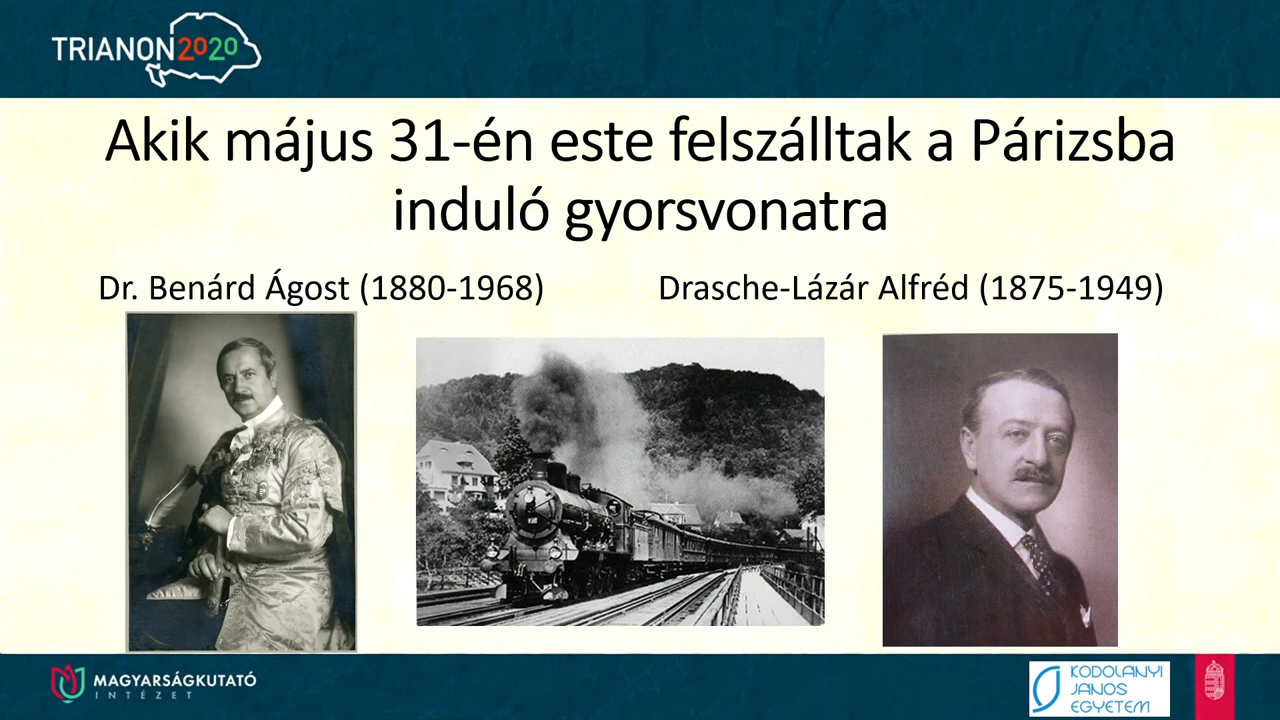 TRIANON2020
Akik május 31-én este felszálltak a Párizsba
induló gyorsvonatra
Dr. Benárd Ágost (1880-1968)
Drasche-Lázár Alfréd (1875-1949)
MAGYARSÁGKUTATÓ
INTÉZET
KODOLÁNYI
JÁNOS
EGYETEM